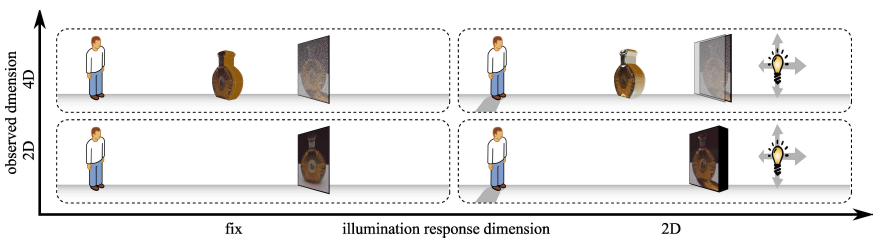 observed dmension
4D
2D
fix
illumination response dimension
2D